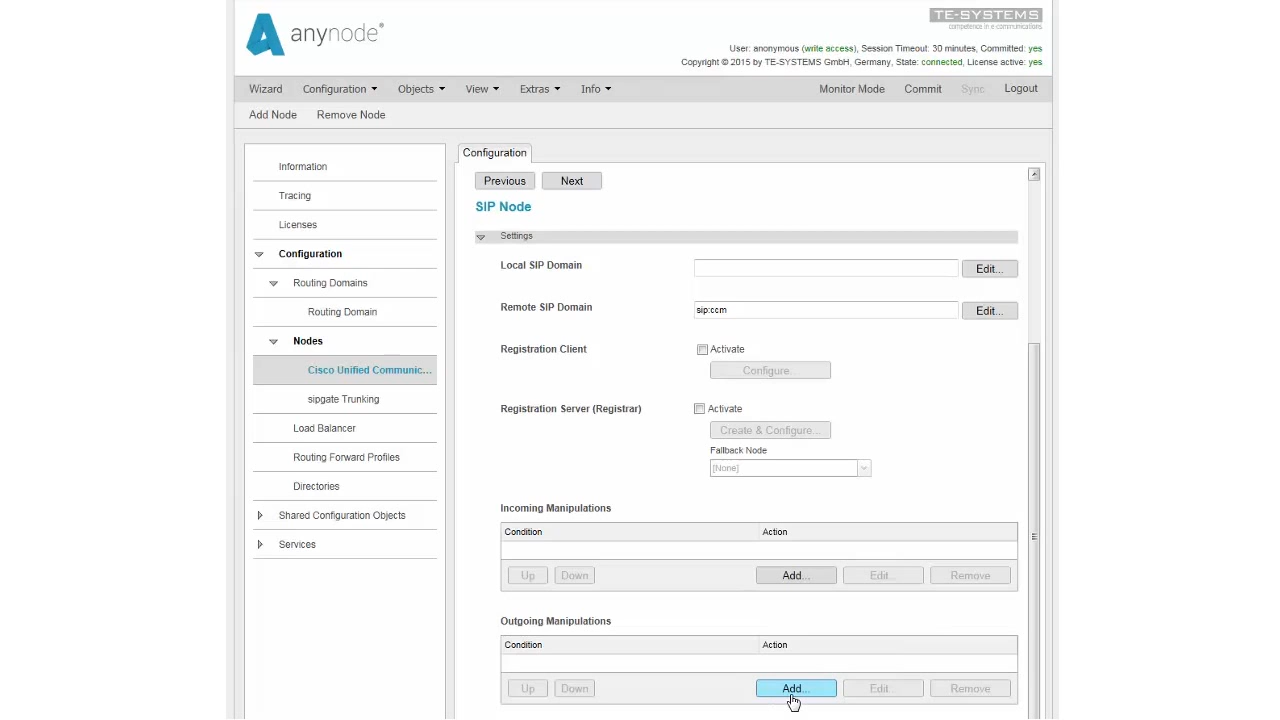 anynode®
TE-SYSTEMS
competence in e-communications.
User: anonymous (write access), Session Timeout: 30 minutes, Committed: yes
Copyright © 2015 by TE-SYSTEMS GmbH, Germany, State: connected, License active: yes
Wizard Configuration Objects View Extras Info Monitor Mode Commit Sync Logout
Add Node Remove Node
Information
Tracing
Licenses
Configuration
Routing Domains
Routing Domain
Nodes
Cisco Unified Communic...
sipgate Trunking
Load Balancer
Routing Forward Profiles
Directories
Shared Configuration Objects
Services
Configuration
Previous Next
SIP Node
Settings
Local SIP Domain Edit...
Remote SIP Domain sip:ccm Edit...
Registration Client Activate
Configure...
Registration Server (Registrar) Activate
Create & Configure...
Fallback Node
[None]
Incoming Manipulations
Condition Action
Up Down Add... Edit... Remove
Outgoing Manipulations
Condition Action
Up Down Add... Edit... Remove